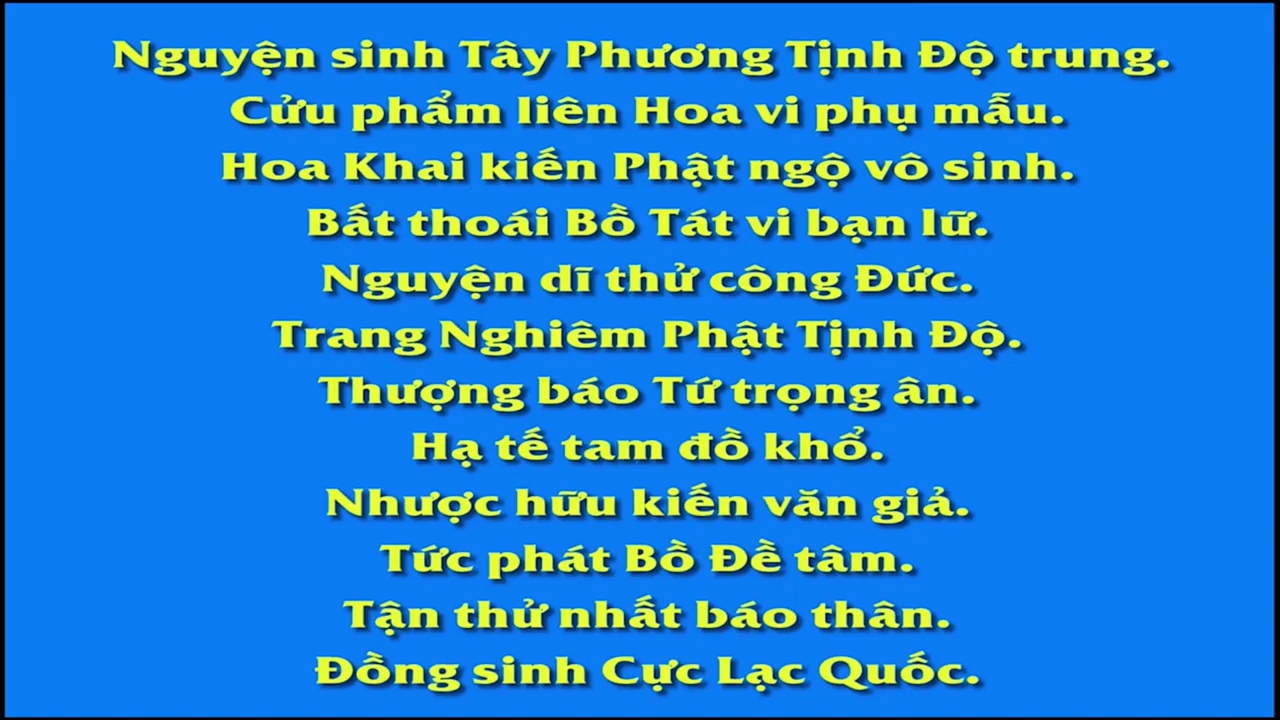 Nguyện sinh Tây Phương Tịnh Độ trung.
Cửu phẩm liên Hoa vi phụ mẫu.
Hoa Khai kiến Phật ngộ vô sinh.
Bất thoái Bồ Tát vi bạn lữ.
Nguyện dĩ thử công Đức.
Trang Nghiêm Phật Tịnh Độ.
Thượng báo Tứ trọng ân.
Hạ tế tam đồ khổ.
Nhược hữu kiến văn giả.
Tức phát Bồ Đề tâm.
Tận thử nhất báo thân.
Đồng sinh Cực Lạc Quốc.